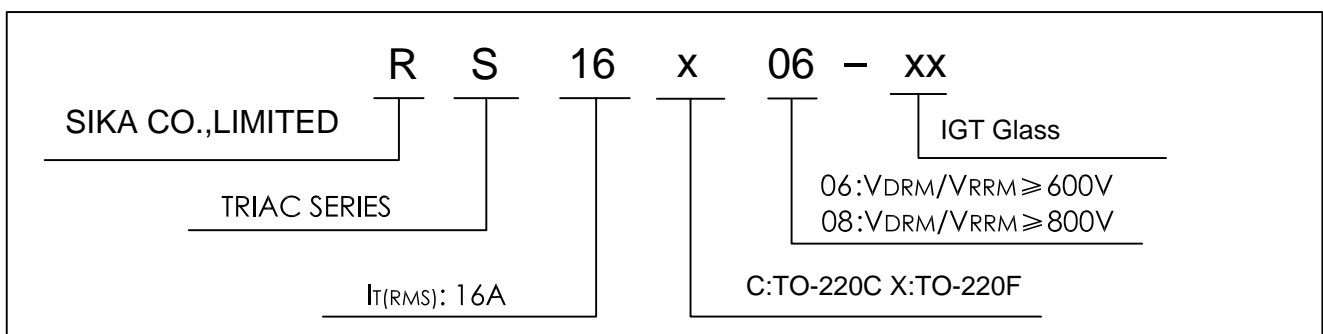 R S 16 x 06 – xx
SIKA CO.,LIMITED
IGT Glass
06:VDRM/VRRM≥600V
TRIAC SERIES
08:VDRM/VRRM≥800V
IT(RMS): 16A
C:TO-220C X:TO-220F